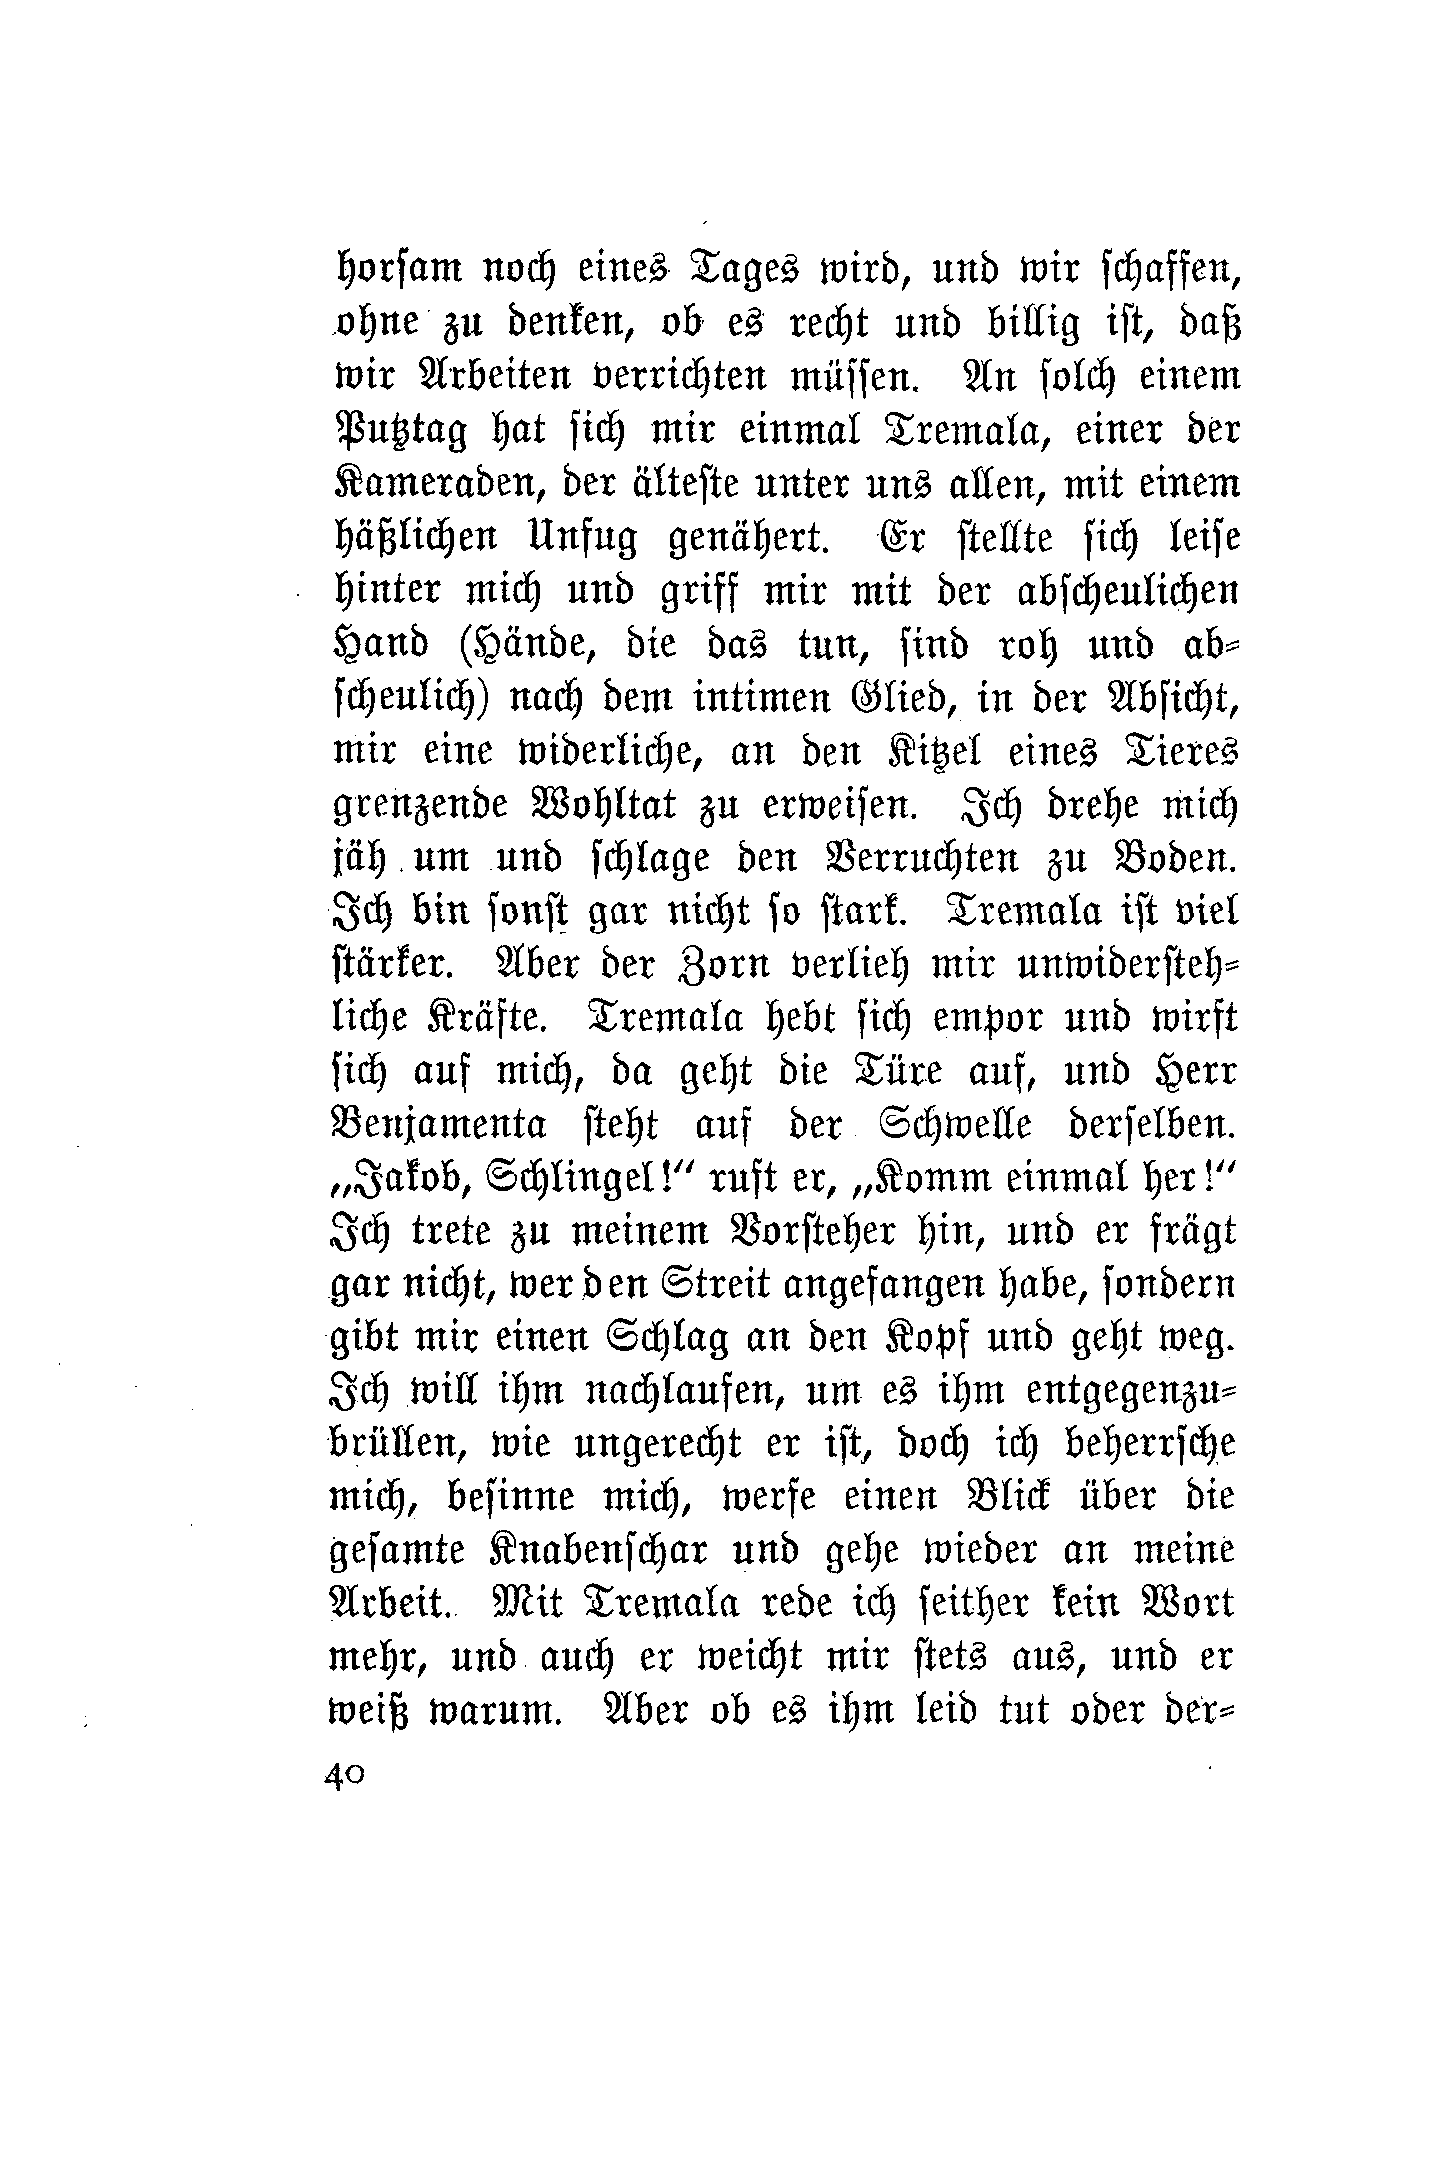 horsam noch eines Tages wird, und wir schaffen,
ohne zu denken, ob es recht und billig ist, daß
wir Arbeiten verrichten müssen. An solch einem
Putztag hat sich mir einmal Tremala, einer der
Kameraden, der älteste unter uns allen, mit einem
häßlichen Unfug genähert. Er stellte sich leise
hinter mich und griff mir mit der abscheulichen
Hand (Hände, die das tun, sind roh und ab-
scheulich) nach dem intimen Glied, in der Absicht,
mir eine widerliche, an den Kitzel eines Tieres
grenzende Wohltat zu erweisen. Ich drehe mich
jäh um und schlage den Verruchten zu Boden.
Ich bin sonst gar nicht so stark. Tremala ist viel
stärker. Aber der Zorn verlieh mir unwidersteh-
liche Kräfte. Tremala hebt sich empor und wirft
sich auf mich, da geht die Türe auf, und Herr
Benjamenta steht auf der Schwelle derselben.
„Jakob, Schlingel!“ ruft er, „Komm einmal her!“
Ich trete zu meinem Vorsteher hin, und er frägt
gar nicht, wer den Streit angefangen habe, sondern
gibt mir einen Schlag an den Kopf und geht weg.
Ich will ihm nachlaufen, um es ihm entgegenzu-
brüllen, wie ungerecht er ist, doch ich beherrsche
mich, besinne mich, werfe einen Blick über die
gesamte Knabenschar und gehe wieder an meine
Arbeit. Mit Tremala rede ich seither kein Wort
mehr, und auch er weicht mir stets aus, und er
weiß warum. Aber ob es ihm leid tut oder der-
40